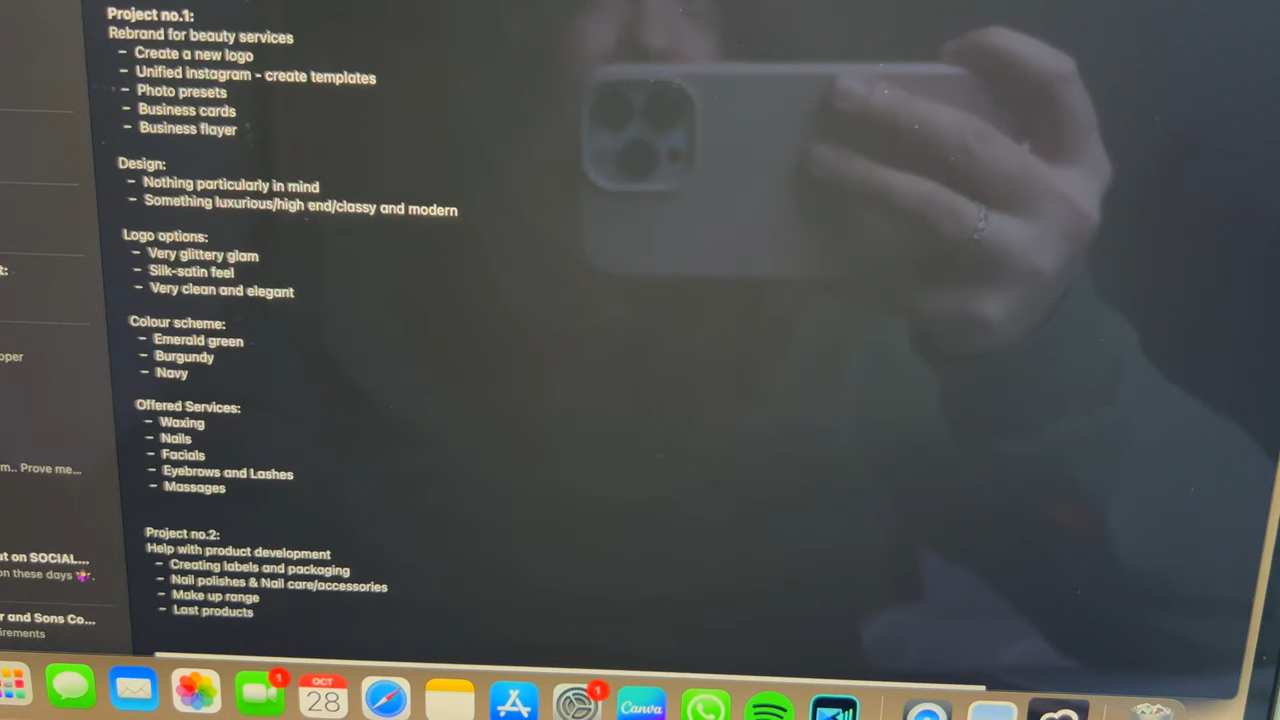 Project no.1:
Rebrand for beauty services
- Create a new logo
- Unified instagram - create templates
- Photo presets
- Business cards
- Business flayer
Design:
- Nothing particularly in mind
- Something luxurious/high end/classy and modern
Logo options:
- Very glittery glam
- Silk-satin feel
- Very clean and elegant
Colour scheme:
- Emerald green
- Burgundy
- Navy
Offered Services:
- Waxing
- Nails
- Facials
- Eyebrows and Lashes
- Massages
Project no.2:
Help with product development
- Creating labels and packaging
- Nail polishes & Nail care/accessories
- Make up range
- Last products
t:
oper
m.. Prove me...
ut on SOCIAL...
on these days
r and Sons Co...
irements
1
OCT
28
1
Canva